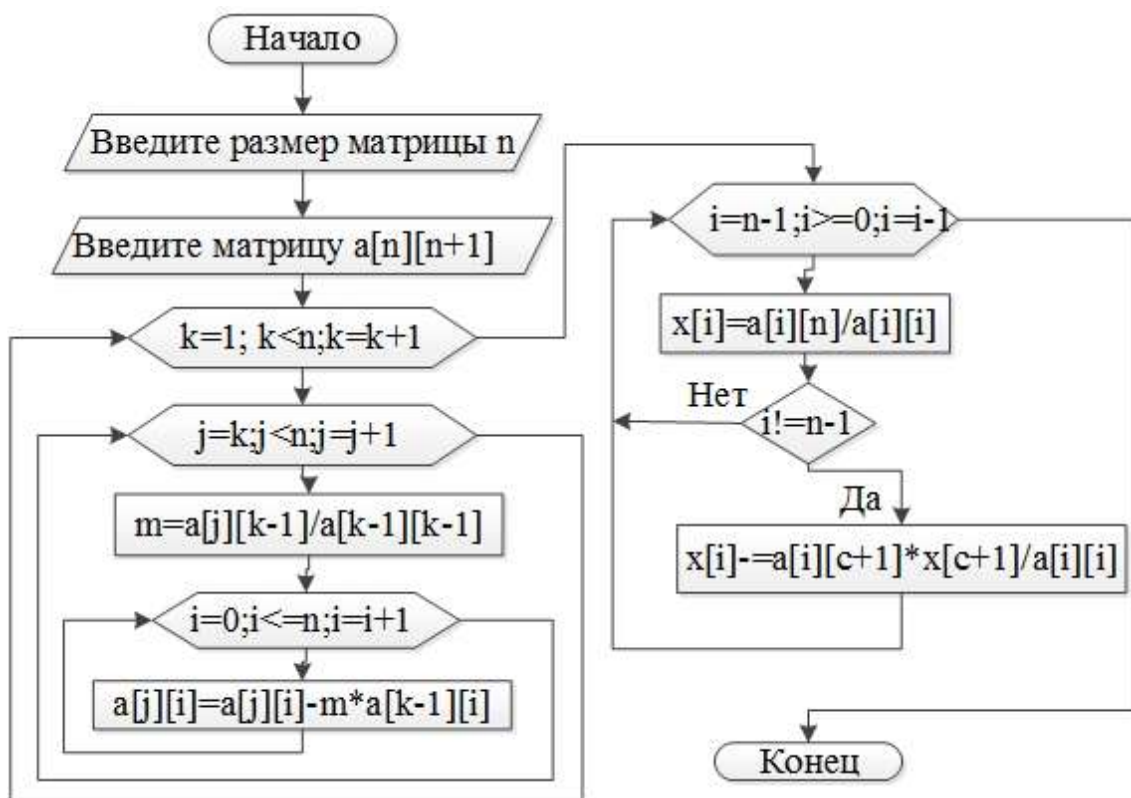 Начало
Введите размер матрицы n
Введите матрицу a[n][n+1]
k=1; k<n;k=k+1
j=k;j<n;j=j+1
m=a[j][k-1]/a[k-1][k-1]
i=0;i<=n;i=i+1
a[j][i]=a[j][i]-m*a[k-1][i]
i=n-1;i>=0;i=i-1
x[i]=a[i][n]/a[i][i]
Нет
i!=n-1
Да
x[i]-=a[i][c+1]*x[c+1]/a[i][i]
Конец